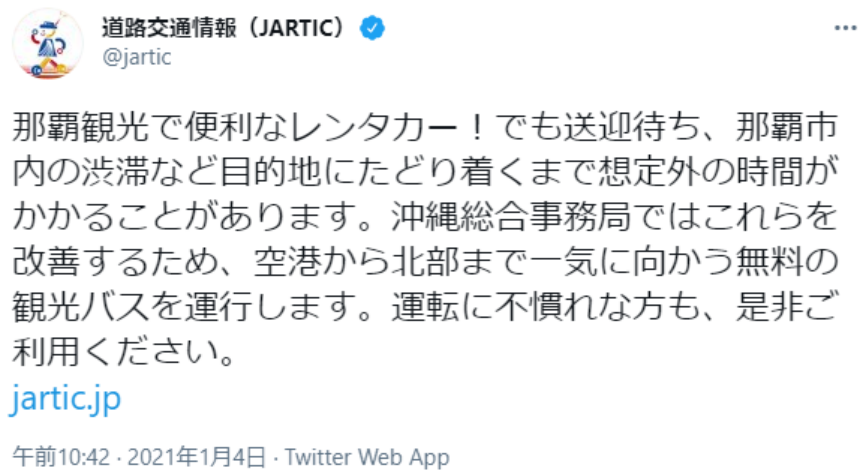 道路交通情報（JARTIC）
@jartic
那覇観光で便利なレンタカー！でも送迎待ち、那覇市
内の渋滞など目的地にたどり着くまで想定外の時間が
かかることがあります。沖縄総合事務局ではこれらを
改善するため、空港から北部まで一気に向かう無料の
観光バスを運行します。運転に不慣れな方も、是非ご
利用ください。
jartic.jp
午前10:42 · 2021年1月4日 · Twitter Web App